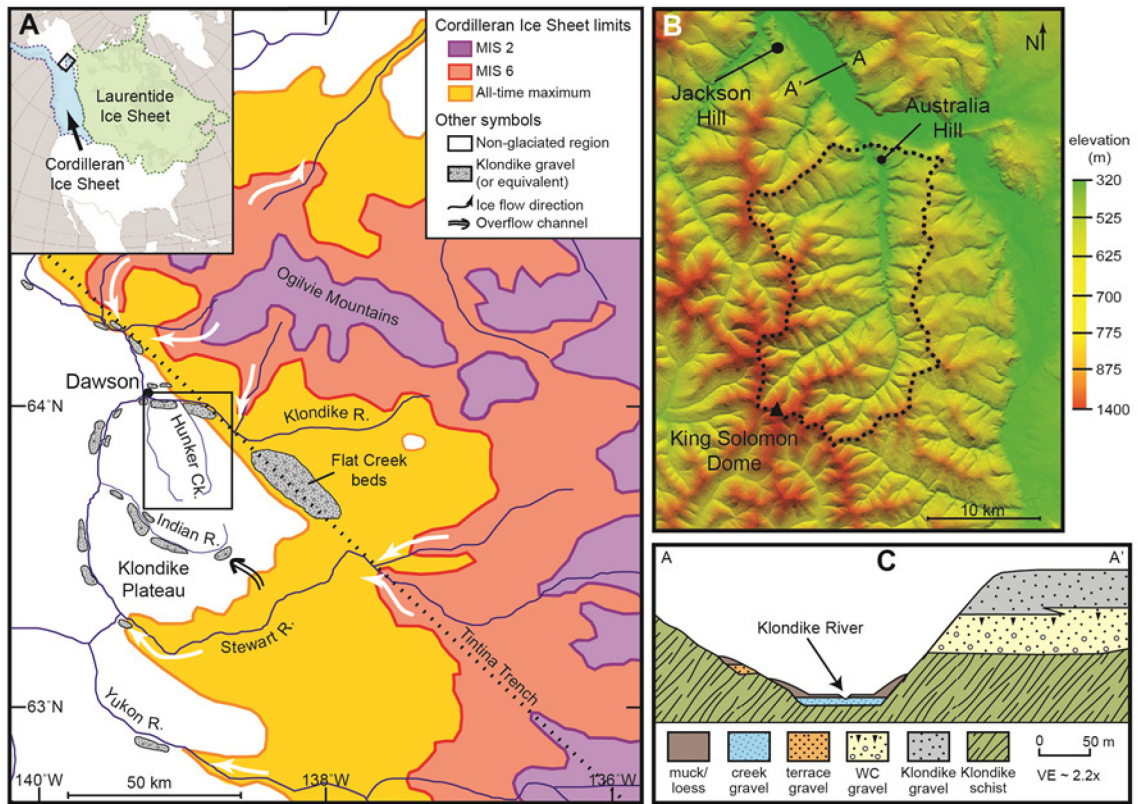 A
Laurentide
Ice Sheet
Cordilleran
Ice Sheet
Cordilleran Ice Sheet limits
MIS 2
MIS 6
All-time maximum
Other symbols
Non-glaciated region
Klondike gravel
(or equivalent)
Ice flow direction
Overflow channel
Ogilvie Mountains
Dawson
64°N
Klondike R.
Hunker Ck.
Flat Creek
beds
Indian R.
Klondike
Plateau
Stewart R.
Tintina Trench
Yukon R.
63°N
140°W
50 km
138°W
136°W
B
N
A
A'
Jackson
Hill
Australia
Hill
King Solomon
Dome
10 km
elevation
(m)
320
525
625
700
775
875
1400
A
C
A'
Klondike River
muck/
loess
creek
gravel
terrace
gravel
WC
gravel
Klondike
gravel
Klondike
schist
0 50 m
VE ~ 2.2x